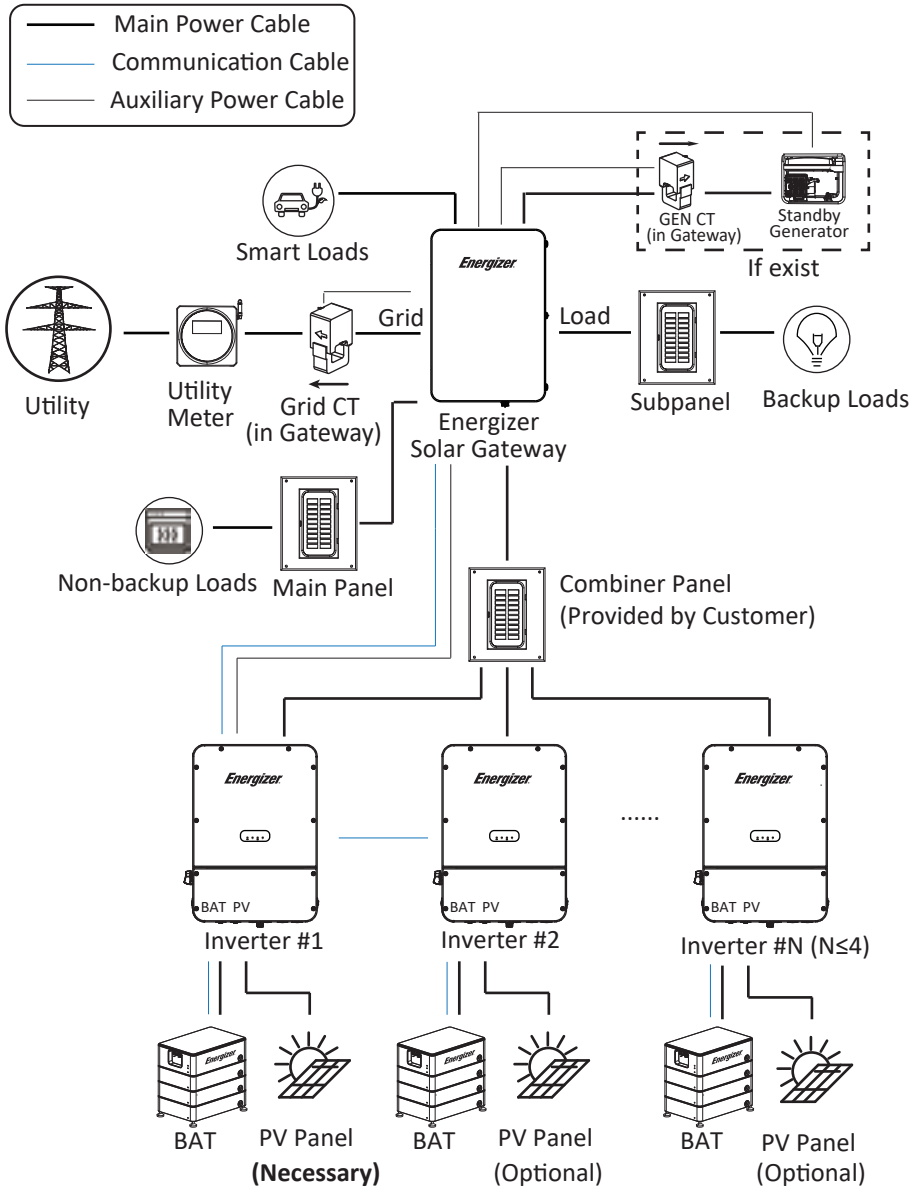 Main Power Cable
Communication Cable
Auxiliary Power Cable
GEN CT
(in Gateway)
Standby
Generator
If exist
Smart Loads
Energizer
Grid
Load
Utility
Utility
Meter
Grid CT
(in Gateway)
Energizer
Solar Gateway
Subpanel
Backup Loads
Non-backup Loads
Main Panel
Combiner Panel
(Provided by Customer)
Energizer
Energizer
Energizer
......
BAT PV
BAT PV
BAT PV
Inverter #1
Inverter #2
Inverter #N (N≤4)
Energizer
Energizer
Energizer
BAT
PV Panel
(Necessary)
BAT
PV Panel
(Optional)
BAT
PV Panel
(Optional)